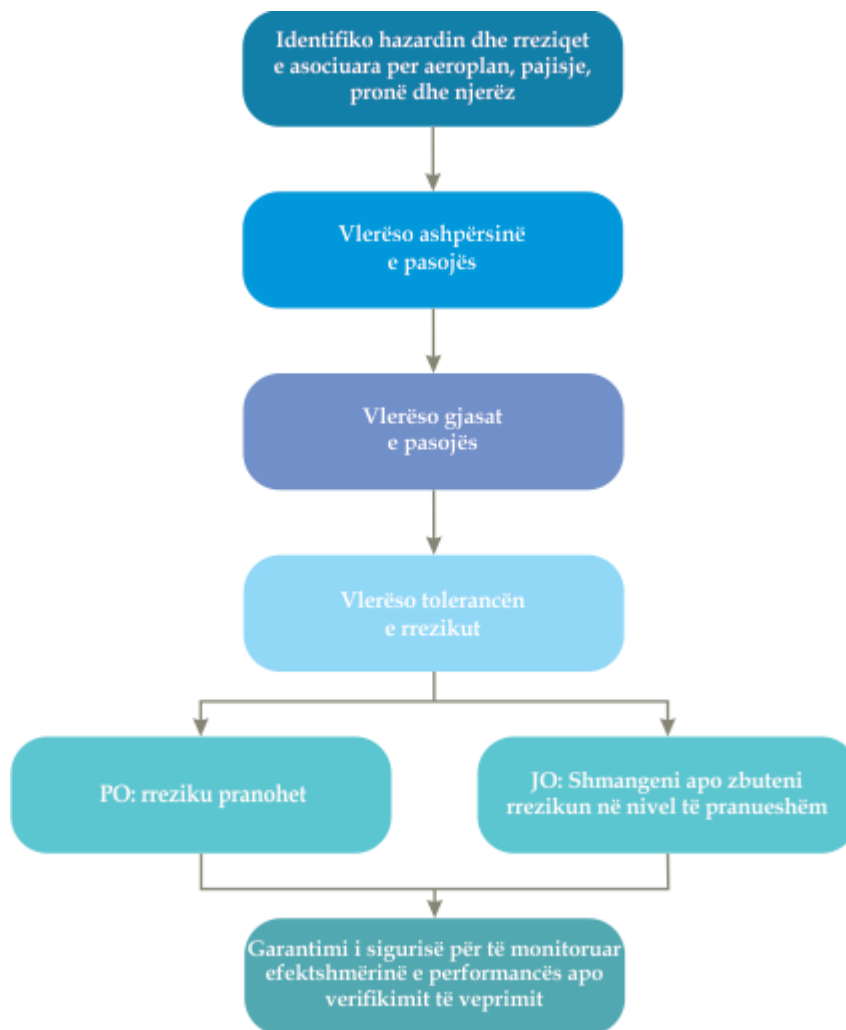 Identifiko hazardin dhe rreziqet
e asociuara per aeroplan, pajisje,
pronë dhe njerëz
Vlerëso ashpërsinë
e pasojës
Vlerëso gjasat
e pasojës
Vlerëso tolerancën
e rrezikut
PO: rreziku pranohet
JO: Shmangeni apo zbuteni
rrezikun në nivel të pranueshëm
Garantimi i sigurisë për të monitoruar
efektshmërinë e performancës apo
verifikimit të veprimit